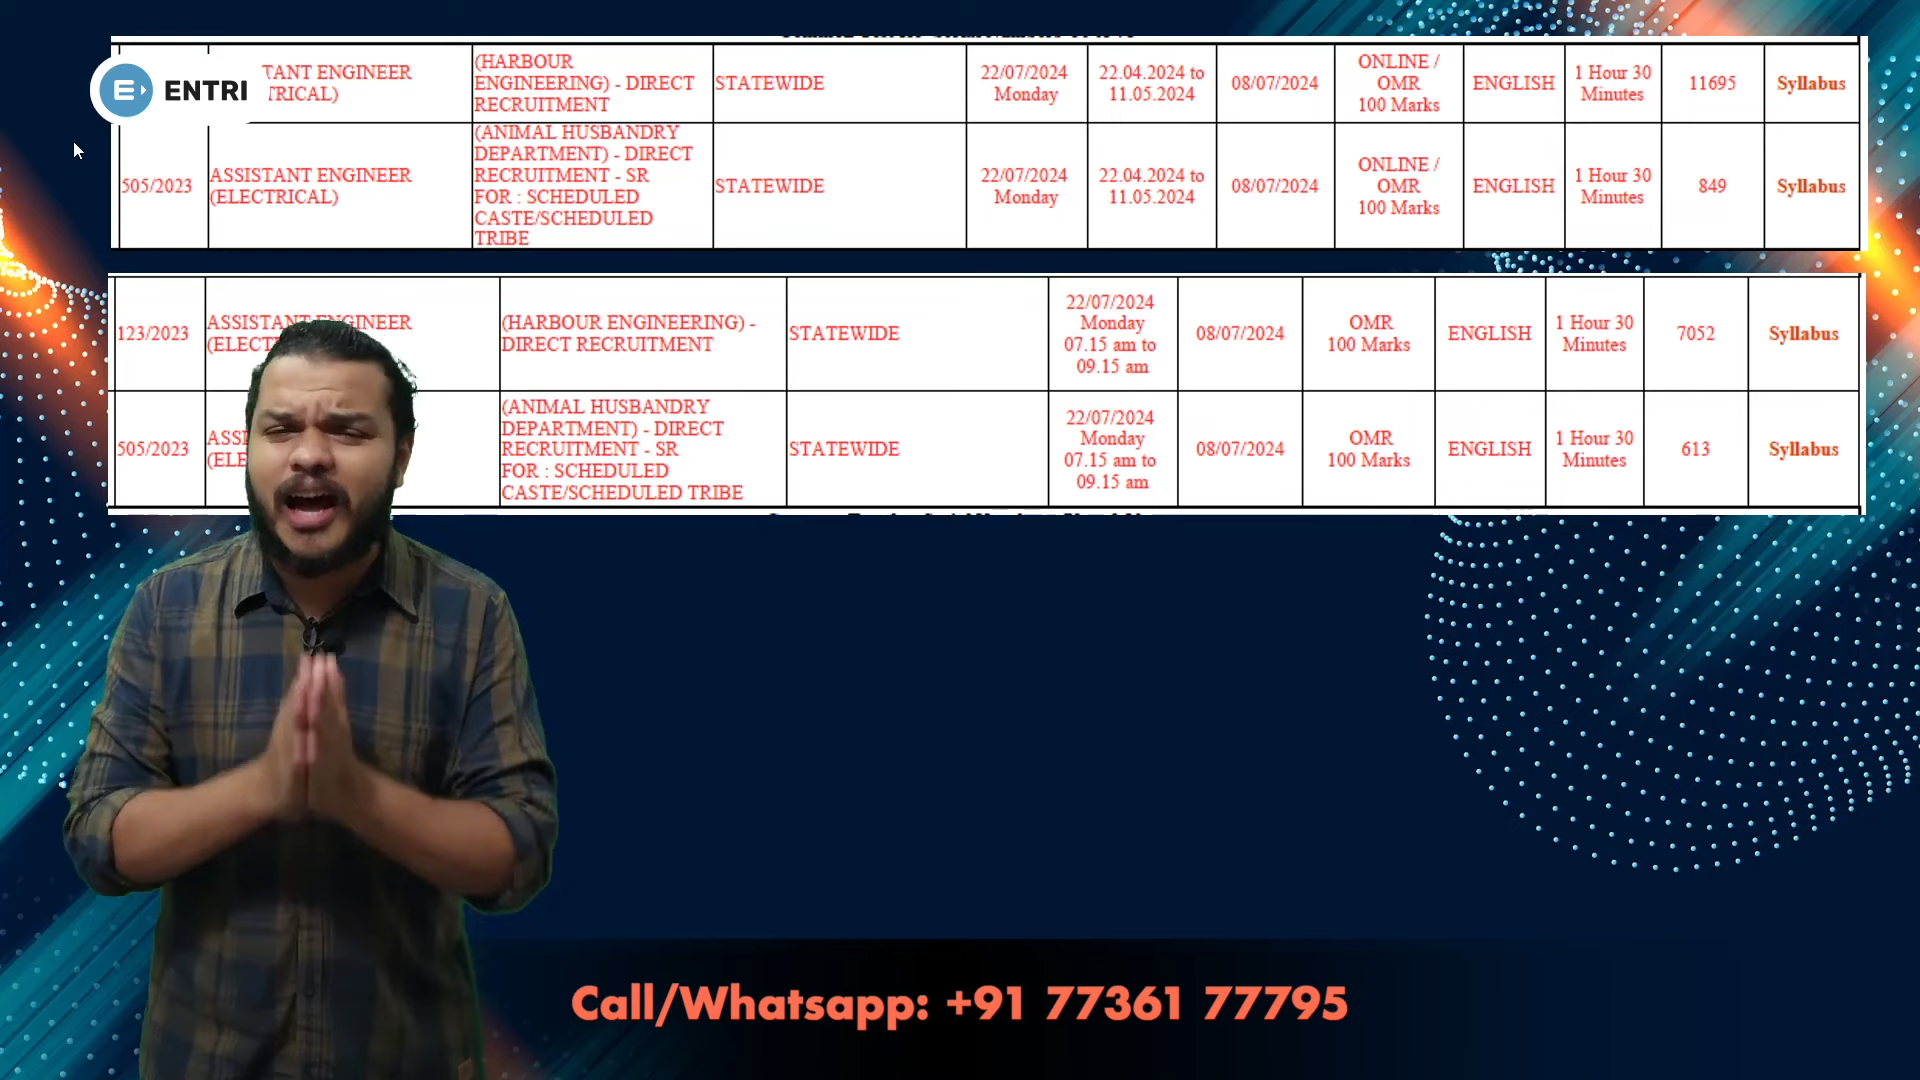 ENTRI
TANT ENGINEER
TRICAL)
(HARBOUR
ENGINEERING) - DIRECT
RECRUITMENT
STATEWIDE
22/07/2024
Monday
22.04.2024 to
11.05.2024
08/07/2024
ONLINE /
OMR
100 Marks
ENGLISH
1 Hour 30
Minutes
11695
Syllabus
505/2023
ASSISTANT ENGINEER
(ELECTRICAL)
(ANIMAL HUSBANDRY
DEPARTMENT) - DIRECT
RECRUITMENT - SR
FOR : SCHEDULED
CASTE/SCHEDULED
TRIBE
STATEWIDE
22/07/2024
Monday
22.04.2024 to
11.05.2024
08/07/2024
ONLINE /
OMR
100 Marks
ENGLISH
1 Hour 30
Minutes
849
Syllabus
123/2023
ASSISTANT ENGINEER
(ELECT
(HARBOUR ENGINEERING) -
DIRECT RECRUITMENT
STATEWIDE
22/07/2024
Monday
07.15 am to
09.15 am
08/07/2024
OMR
100 Marks
ENGLISH
1 Hour 30
Minutes
7052
Syllabus
505/2023
ASSI
(ELE
(ANIMAL HUSBANDRY
DEPARTMENT) - DIRECT
RECRUITMENT - SR
FOR : SCHEDULED
CASTE/SCHEDULED TRIBE
STATEWIDE
22/07/2024
Monday
07.15 am to
09.15 am
08/07/2024
OMR
100 Marks
ENGLISH
1 Hour 30
Minutes
613
Syllabus
Call/Whatsapp: +91 77361 77795